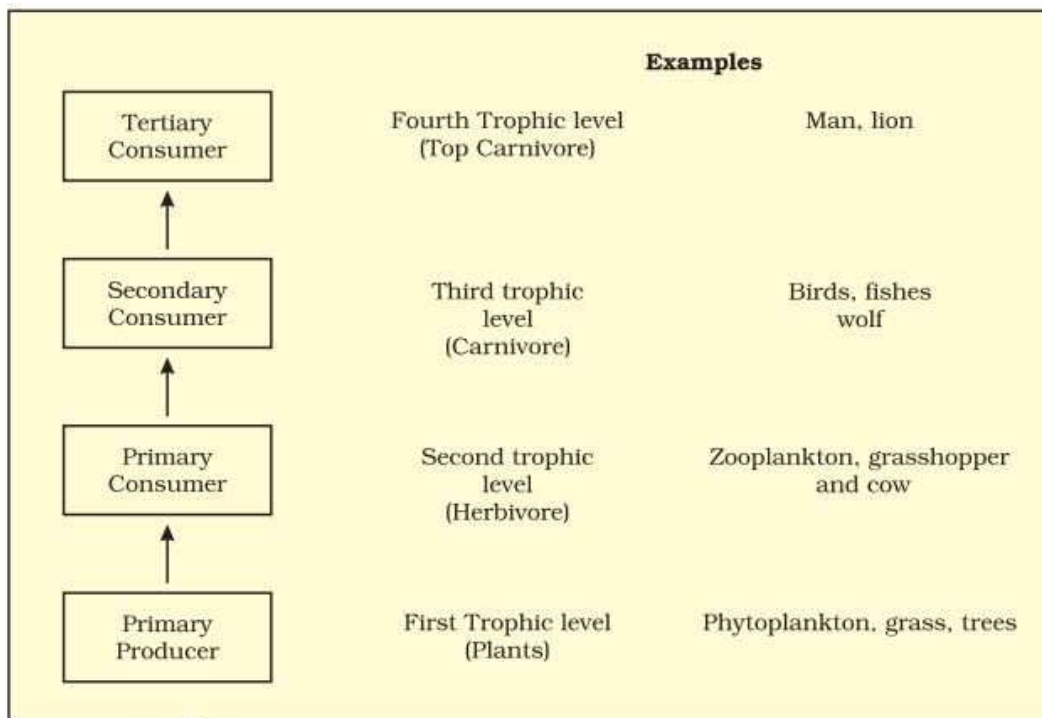 Examples
Tertiary
Consumer
Fourth Trophic level
(Top Carnivore)
Man, lion
Secondary
Consumer
Third trophic
level
(Carnivore)
Birds, fishes
wolf
Primary
Consumer
Second trophic
level
(Herbivore)
Zooplankton, grasshopper
and cow
Primary
Producer
First Trophic level
(Plants)
Phytoplankton, grass, trees